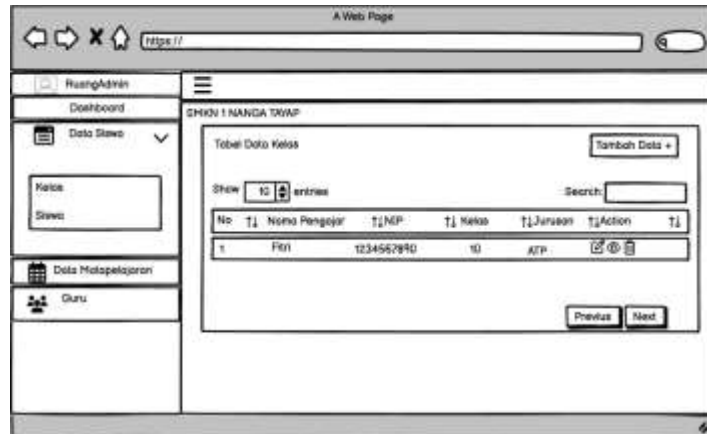 A Web Page
https://
RuangAdmin
Dashboard
SMKN 1 NANGA TAYAP
Data Siswa
Kelas
Siswa
Data Matapelajaran
Guru
Tabel Data Kelas
Tambah Data +
Show 10 entries
Search:
No Nama Pengajar NIP Kelas Jurusan Action
1 Fitri 1234567890 10 ATP
Previus Next